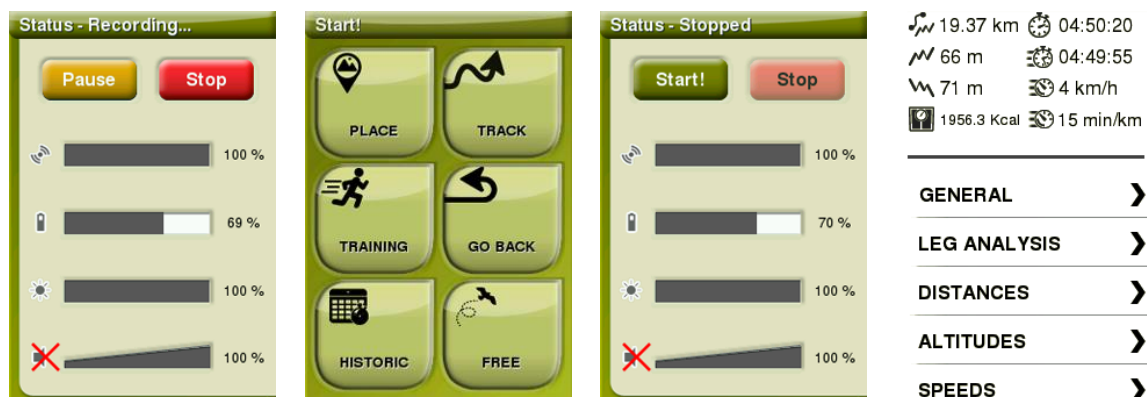 Status - Recording...
Pause Stop
100 %
69 %
100 %
100 %
Start!
PLACE TRACK
TRAINING GO BACK
HISTORIC FREE
Status - Stopped
Start! Stop
100 %
70 %
100 %
100 %
19.37 km 04:50:20
66 m 04:49:55
71 m 4 km/h
1956.3 Kcal 15 min/km
GENERAL
LEG ANALYSIS
DISTANCES
ALTITUDES
SPEEDS